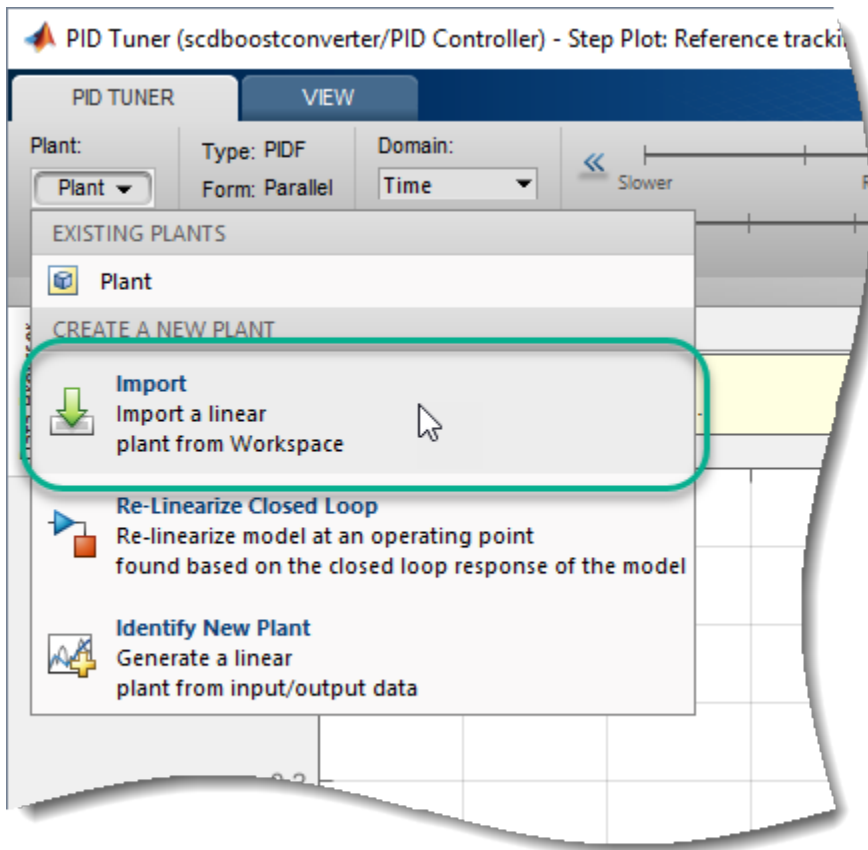 PID Tuner (scdboostconverter/PID Controller) - Step Plot: Reference
PID TUNER VIEW
Plant: Type: PIDF Domain:
Plant Form: Parallel Time
Slower
EXISTING PLANTS
Plant
CREATE A NEW PLANT
Import
Import a linear
plant from Workspace
Re-Linearize Closed Loop
Re-linearize model at an operating point
found based on the closed loop response of the model
Identify New Plant
Generate a linear
plant from input/output data